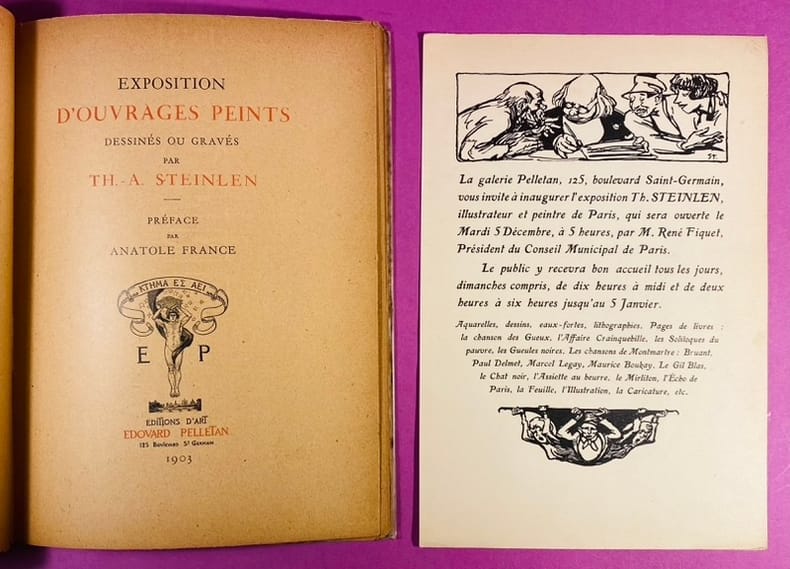 EXPOSITION
D'OUVRAGES PEINTS
DESSINÉS OU GRAVÉS
PAR
TH.-A. STEINLEN
PRÉFACE
PAR
ANATOLE FRANCE
ΚΤΗΜΑ ΕΣ ΑΕΙ
E P
EDITIONS D'ART
EDOUARD PELLETAN
125 Boulevard St Germain
1903
ST.
La galerie Pelletan, 125, boulevard Saint-Germain,
vous invite à inaugurer l'exposition Th. STEINLEN,
illustrateur et peintre de Paris, qui sera ouverte le
Mardi 5 Décembre, à 5 heures, par M. René Fiquet,
Président du Conseil Municipal de Paris.
Le public y recevra bon accueil tous les jours,
dimanches compris, de dix heures à midi et de deux
heures à six heures jusqu'au 5 Janvier.
Aquarelles, dessins, eaux-fortes, lithographies. Pages de livres :
la chanson des Gueux, l'Affaire Crainquebille, les Soliloques du
pauvre, les Gueules noires. Les chansons de Montmartre : Bruant,
Paul Delmet, Marcel Legay, Maurice Boukay. Le Gil Blas,
le Chat noir, l'Assiette au beurre, le Mirliton, l'Écho de
Paris, la Feuille, l'Illustration, la Caricature, etc.